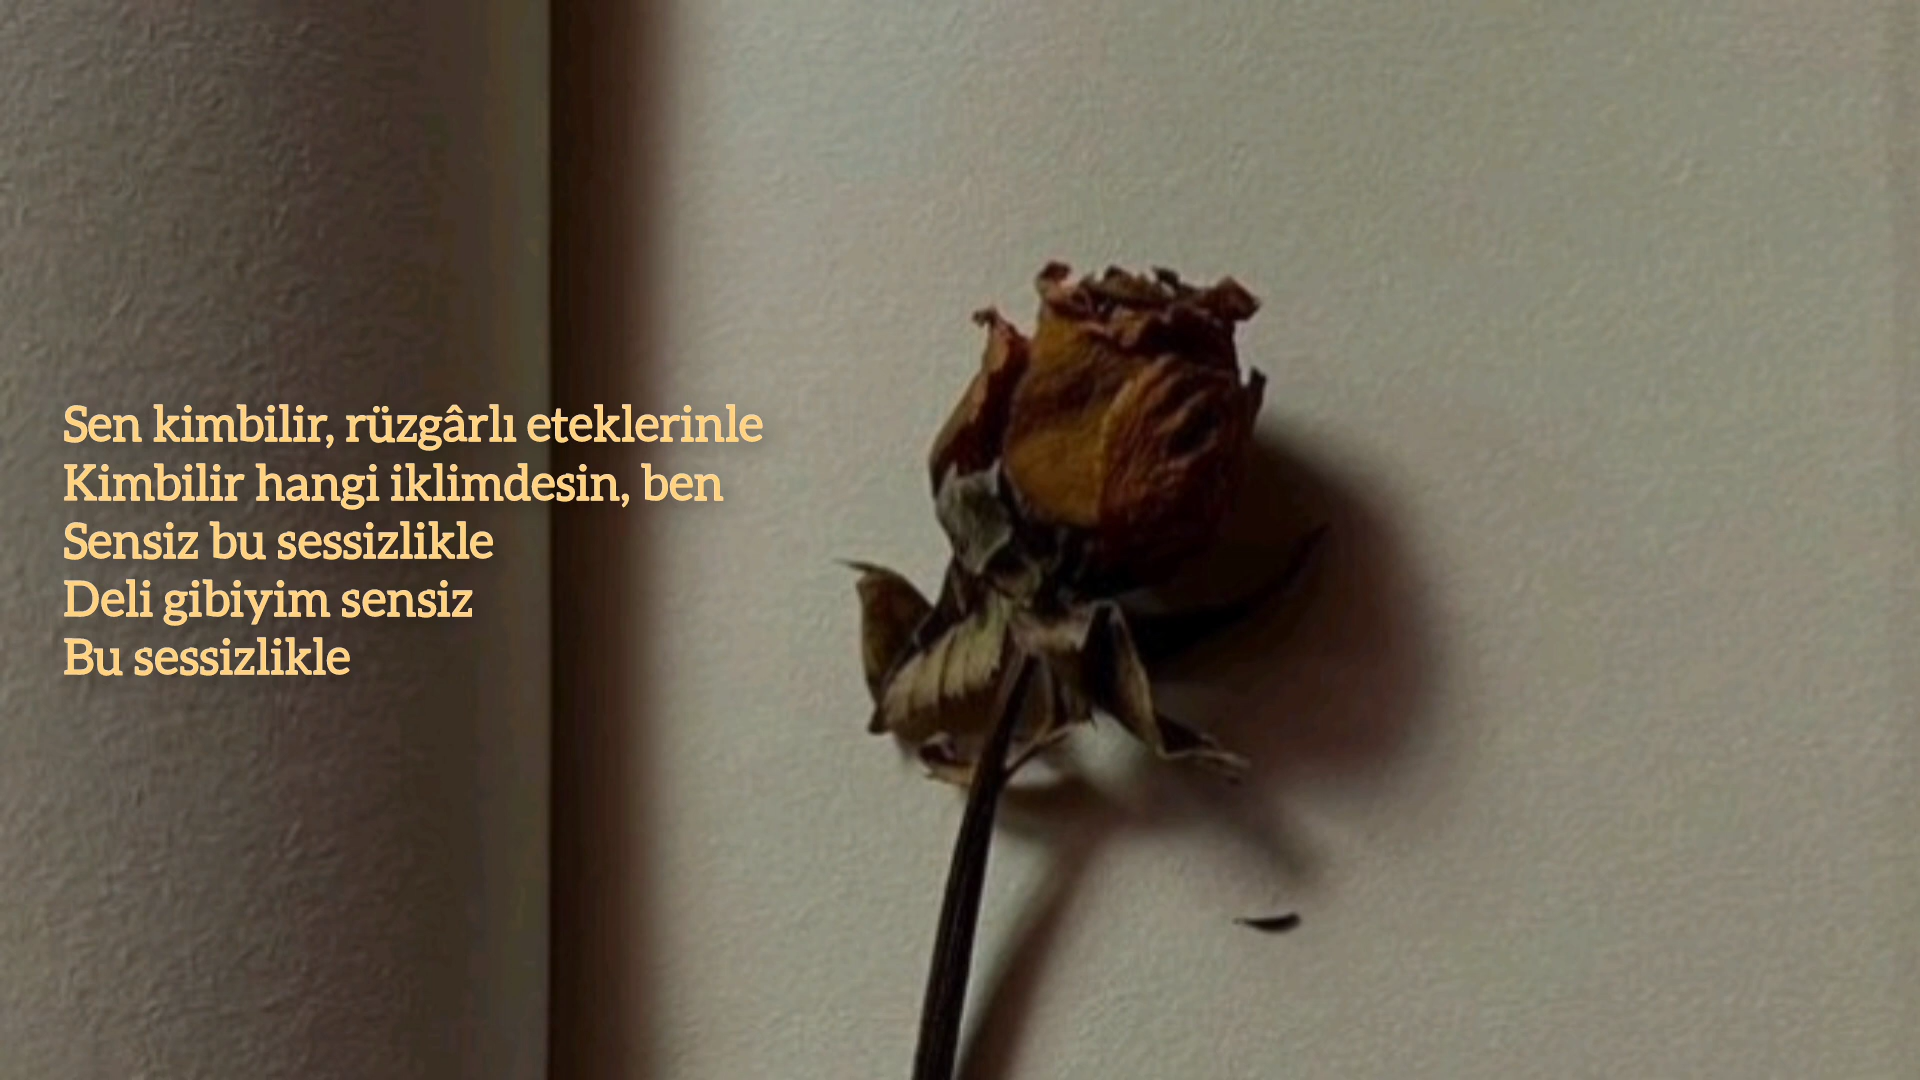 Sen kimbilir, rüzgârlı eteklerinle
Kimbilir hangi iklimdesin, ben
Sensiz bu sessizlikle
Deli gibiyim sensiz
Bu sessizlikle